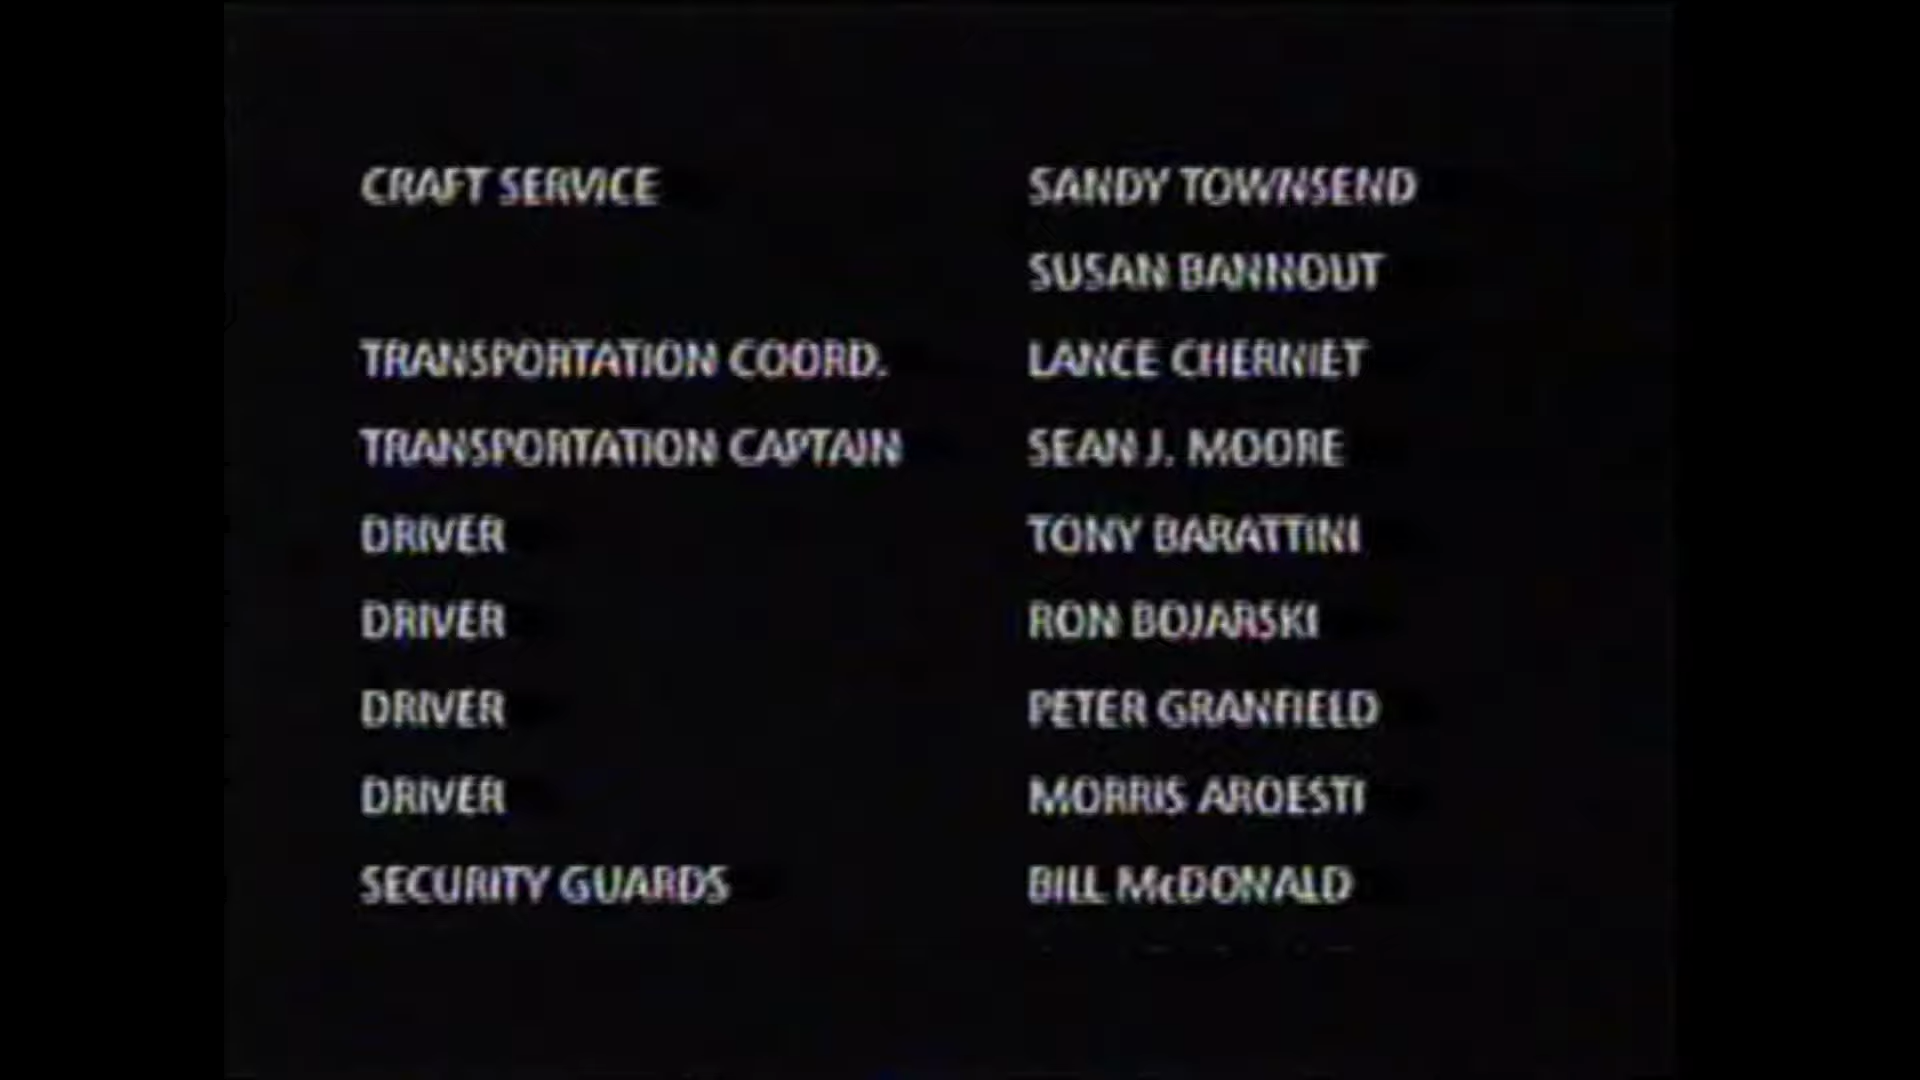 CRAFT SERVICE SANDY TOWNSEND
SUSAN BANNOUT
TRANSPORTATION COORD. LANCE CHERNIET
TRANSPORTATION CAPTAIN SEAN J. MOORE
DRIVER TONY BARATTINI
DRIVER RON BOJARSKI
DRIVER PETER GRANFIELD
DRIVER MORRIS AROESTI
SECURITY GUARDS BILL McDONALD